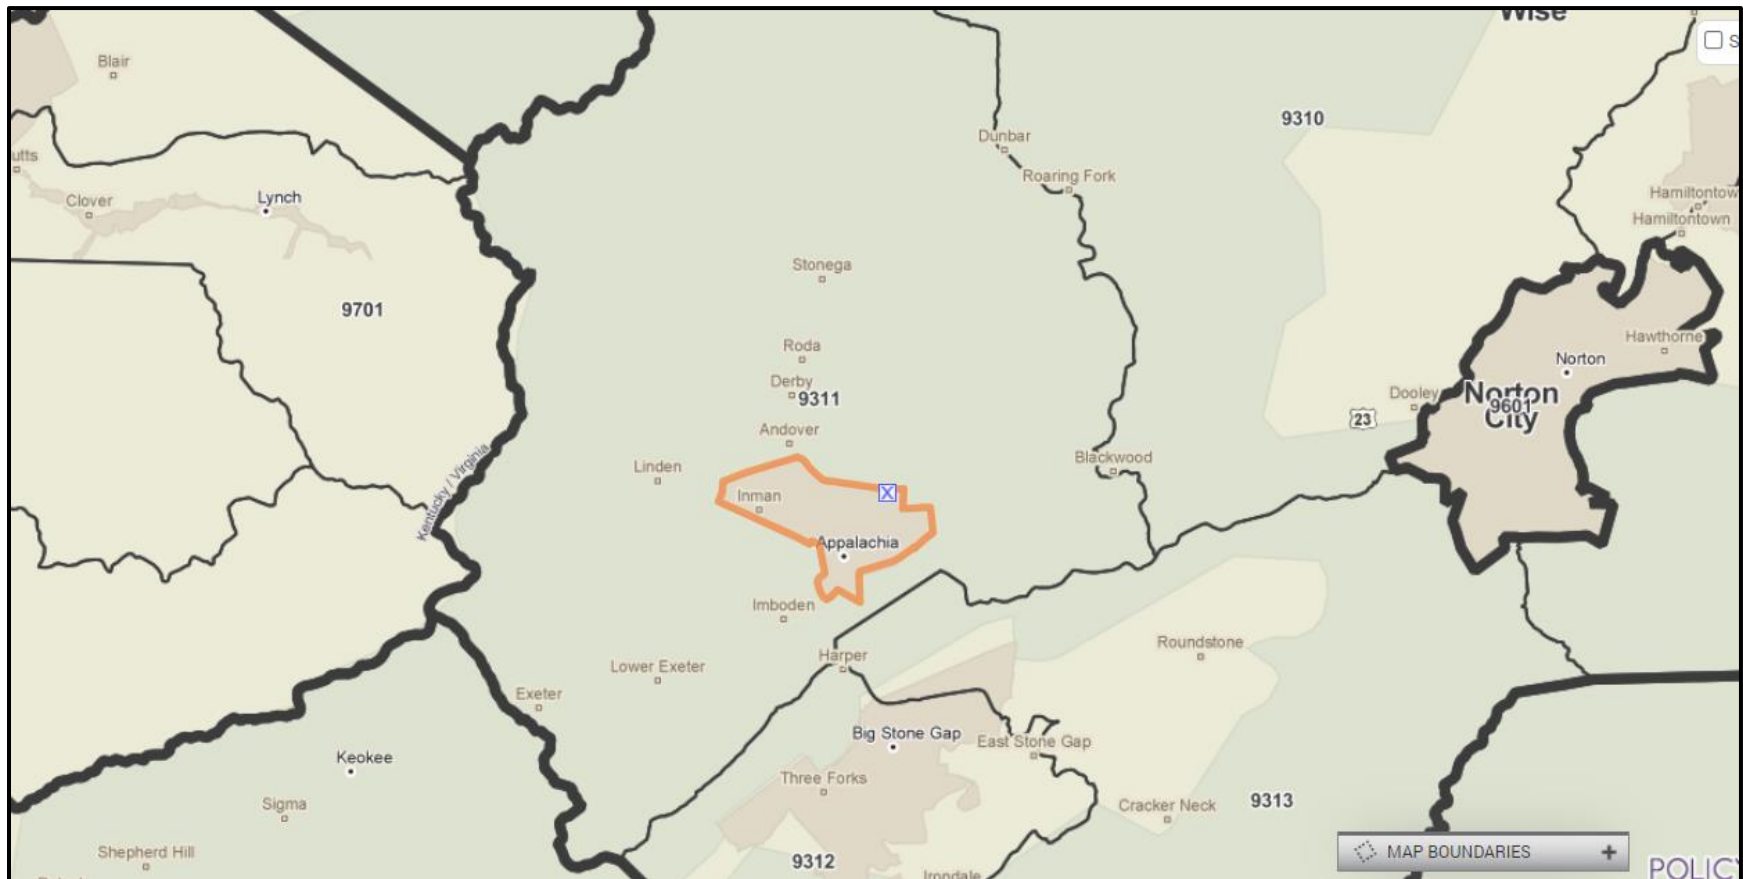 Wise
S
Blair
9310
Dunbar
utts
Roaring Fork
Clover
Lynch
Hamiltontow
Hamiltontown
Stonega
9701
Roda
Hawthorne
Norton
Derby
9311
Dooley
Norton
City
9601
23
Andover
Blackwood
Linden
Kentucky / Virginia
Inman
Appalachia
Imboden
Roundstone
Harper
Lower Exeter
Exeter
Big Stone Gap
East Stone Gap
Keokee
Three Forks
Sigma
Cracker Neck
9313
Shepherd Hill
MAP BOUNDARIES +
9312
POLICY
Irondale